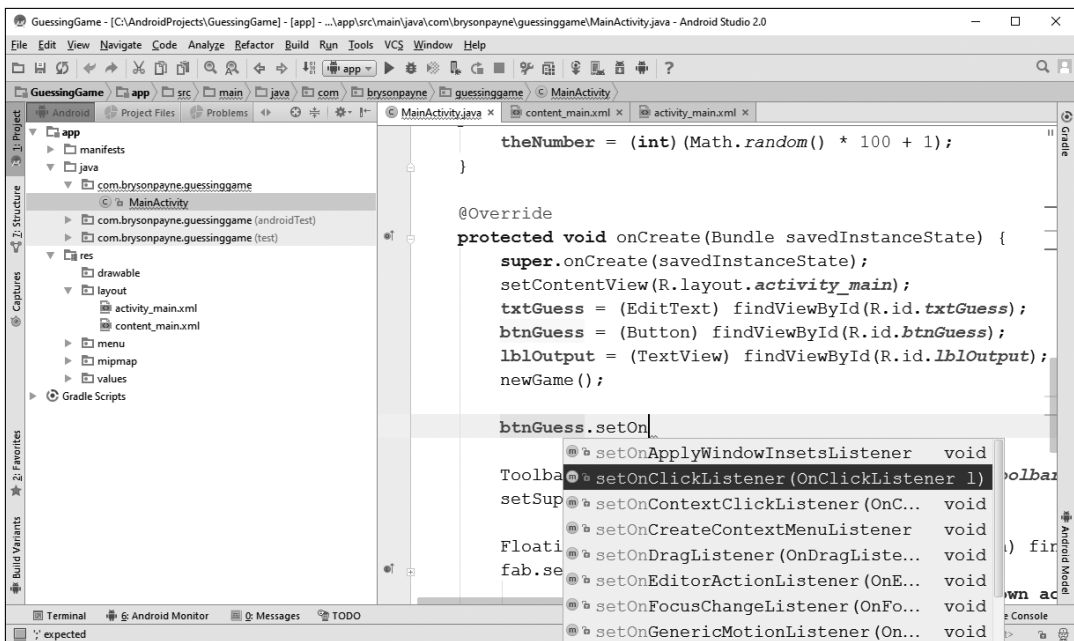 GuessingGame - [C:\AndroidProjects\GuessingGame] - [app] - ...\app\src\main\java\com\brysonpayne\guessinggame\MainActivity.java - Android Studio 2.0
File Edit View Navigate Code Analyze Refactor Build Run Tools VCS Window Help
app
GuessingGame app src main java com brysonpayne guessinggame MainActivity
1: Project
Android Project Files Problems
MainActivity.java content_main.xml activity_main.xml
Gradle
app
manifests
java
com.brysonpayne.guessinggame
MainActivity
com.brysonpayne.guessinggame (androidTest)
com.brysonpayne.guessinggame (test)
res
drawable
layout
activity_main.xml
content_main.xml
menu
mipmap
values
Gradle Scripts
7: Structure
Captures
2: Favorites
Build Variants
theNumber = (int)(Math.random() * 100 + 1);
}
@Override
protected void onCreate(Bundle savedInstanceState) {
super.onCreate(savedInstanceState);
setContentView(R.layout.activity_main);
txtGuess = (EditText) findViewById(R.id.txtGuess);
btnGuess = (Button) findViewById(R.id.btnGuess);
lblOutput = (TextView) findViewById(R.id.lblOutput);
newGame();
btnGuess.setOn
setOnApplyWindowInsetsListener void
Toolba setOnClickListener(OnClickListener l) oolbar
setSup setOnContextClickListener(OnC... void
setOnCreateContextMenuListener void
Floati setOnDragListener(OnDragListe... void ) fin
fab.se setOnEditorActionListener(OnE... void
setOnFocusChangeListener(OnFo... void
setOnGenericMotionListener(On... void
own ac
Android Model
Terminal 6: Android Monitor 0: Messages TODO
e Console
';' expected